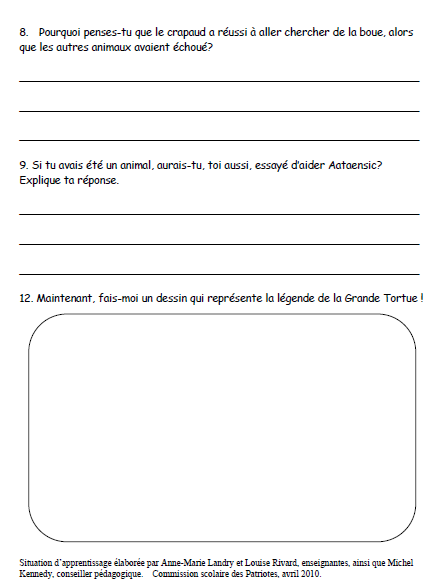 8. Pourquoi penses-tu que le crapaud a réussi à aller chercher de la boue, alors
que les autres animaux avaient échoué?
9. Si tu avais été un animal, aurais-tu, toi aussi, essayé d'aider Aataensic?
Explique ta réponse.
12. Maintenant, fais-moi un dessin qui représente la légende de la Grande Tortue !
Situation d'apprentissage élaborée par Anne-Marie Landry et Louise Rivard, enseignantes, ainsi que Michel
Kennedy, conseiller pédagogique. Commission scolaire des Patriotes, avril 2010.